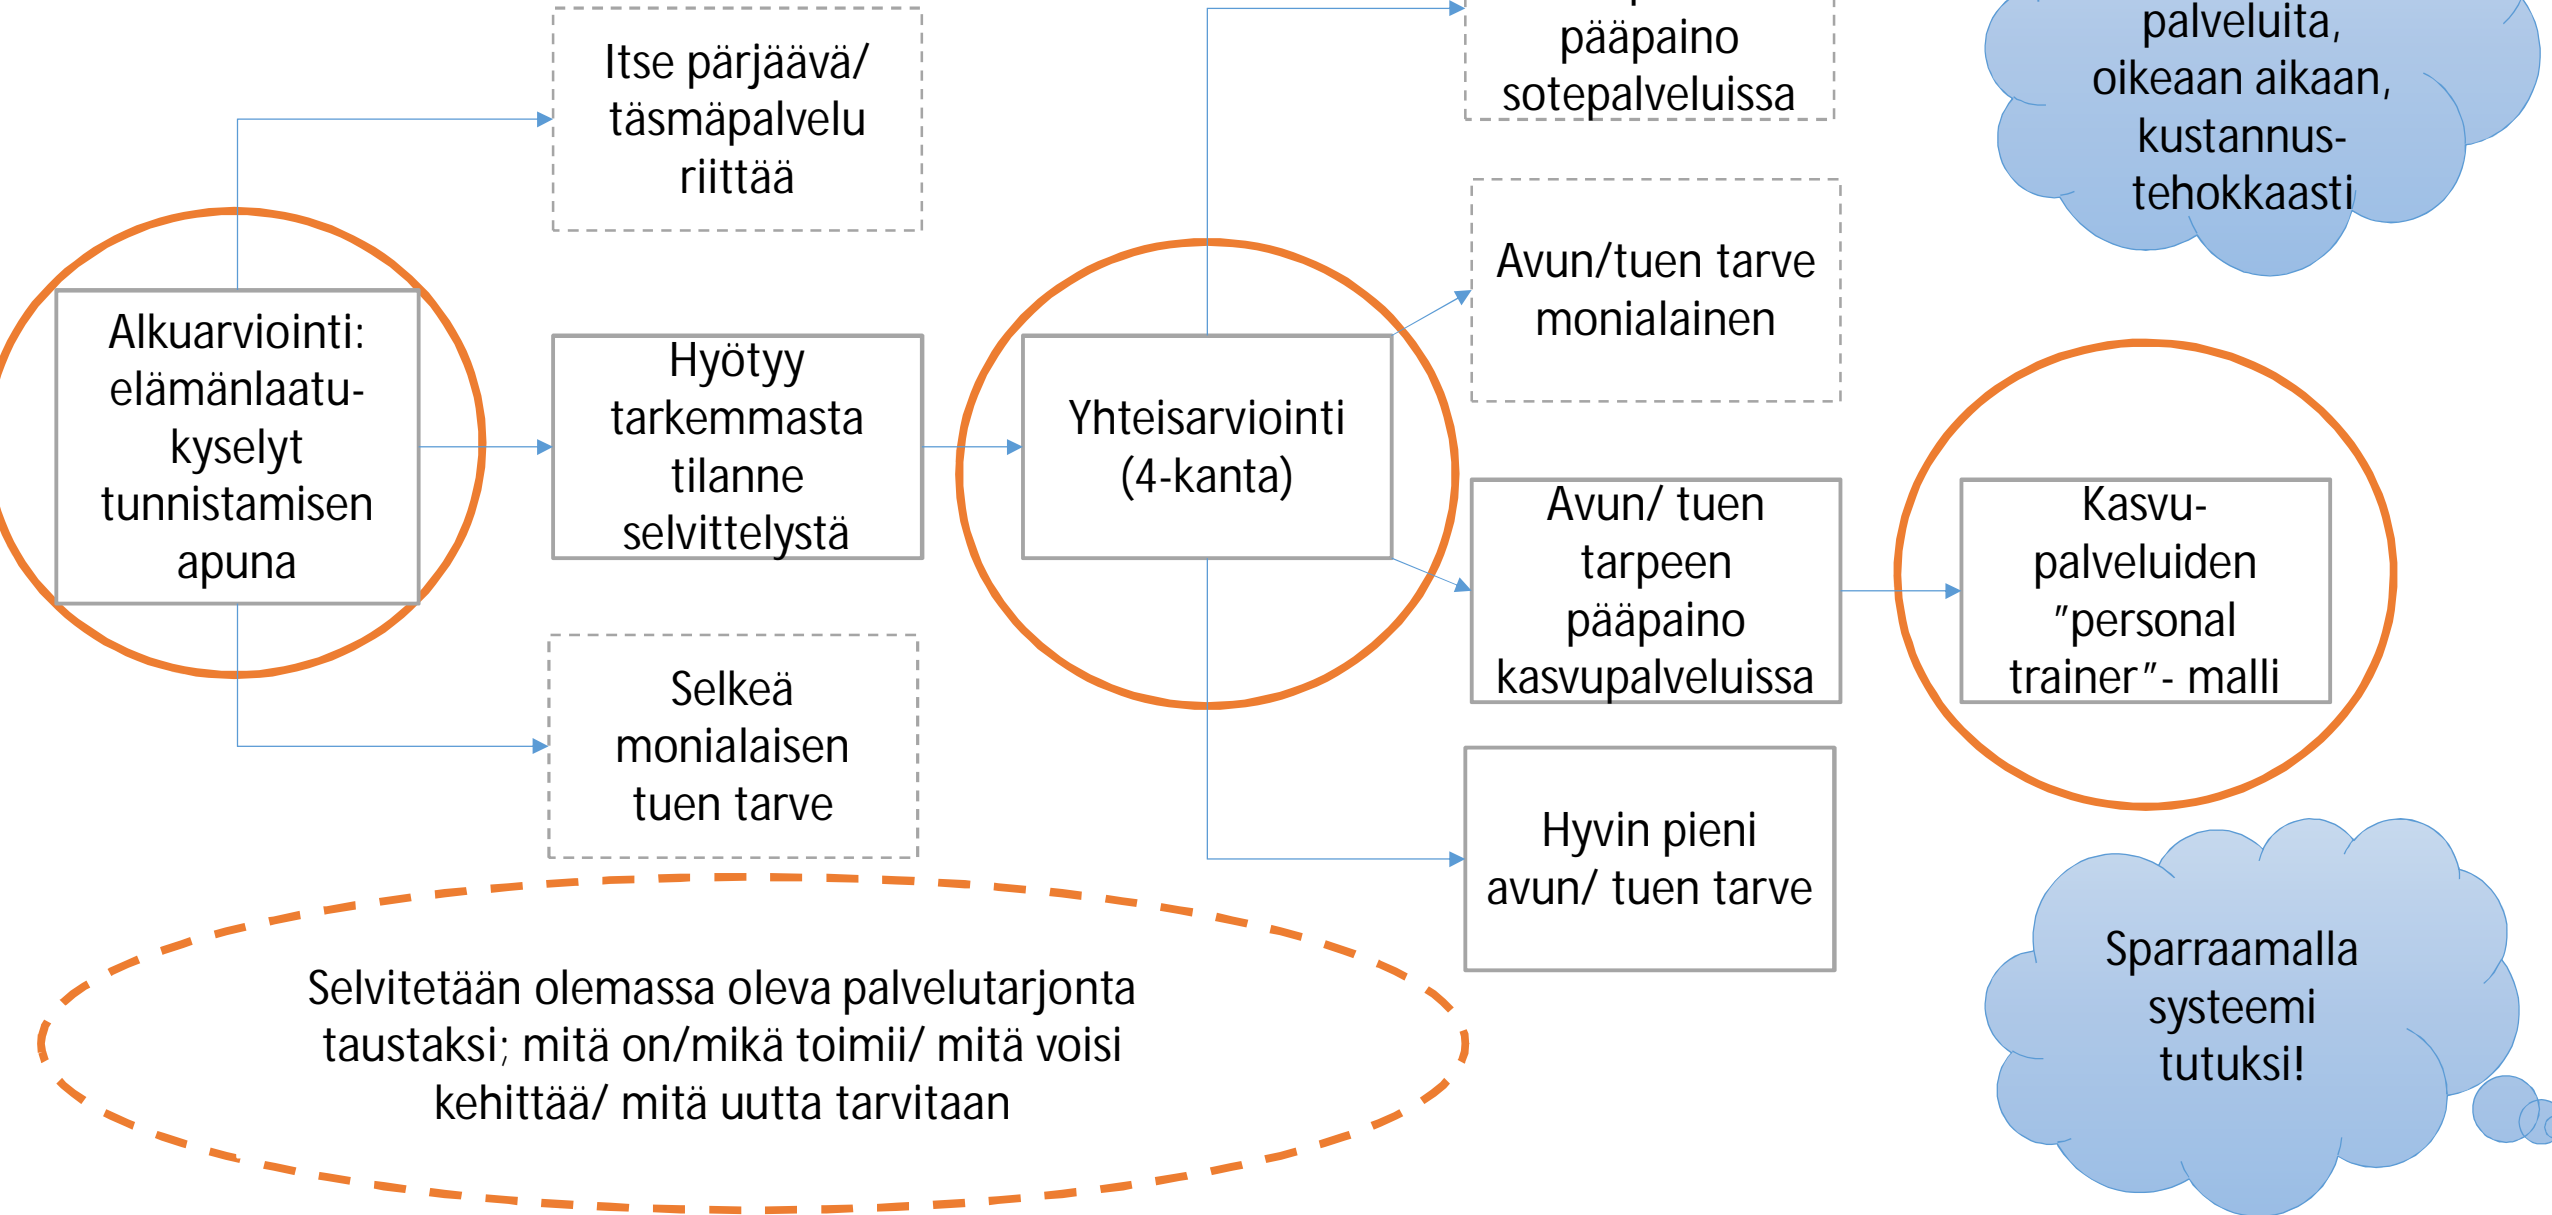 Itse pärjäävä/
täsmäpalvelu
riittää
pääpaino
sotepalveluissa
palveluita,
oikeaan aikaan,
kustannus-
tehokkaasti
Alkuarviointi:
elämänlaatu-
kyselyt
tunnistamisen
apuna
Hyötyy
tarkemmasta
tilanne
selvittelystä
Yhteisarviointi
(4-kanta)
Avun/tuen tarve
monialainen
Avun/ tuen
tarpeen
pääpaino
kasvupalveluissa
Kasvu-
palveluiden
"personal
trainer"- malli
Selkeä
monialaisen
tuen tarve
Hyvin pieni
avun/ tuen tarve
Selvitetään olemassa oleva palvelutarjonta
taustaksi; mitä on/mikä toimii/ mitä voisi
kehittää/ mitä uutta tarvitaan
Sparraamalla
systeemi
tutuksi!